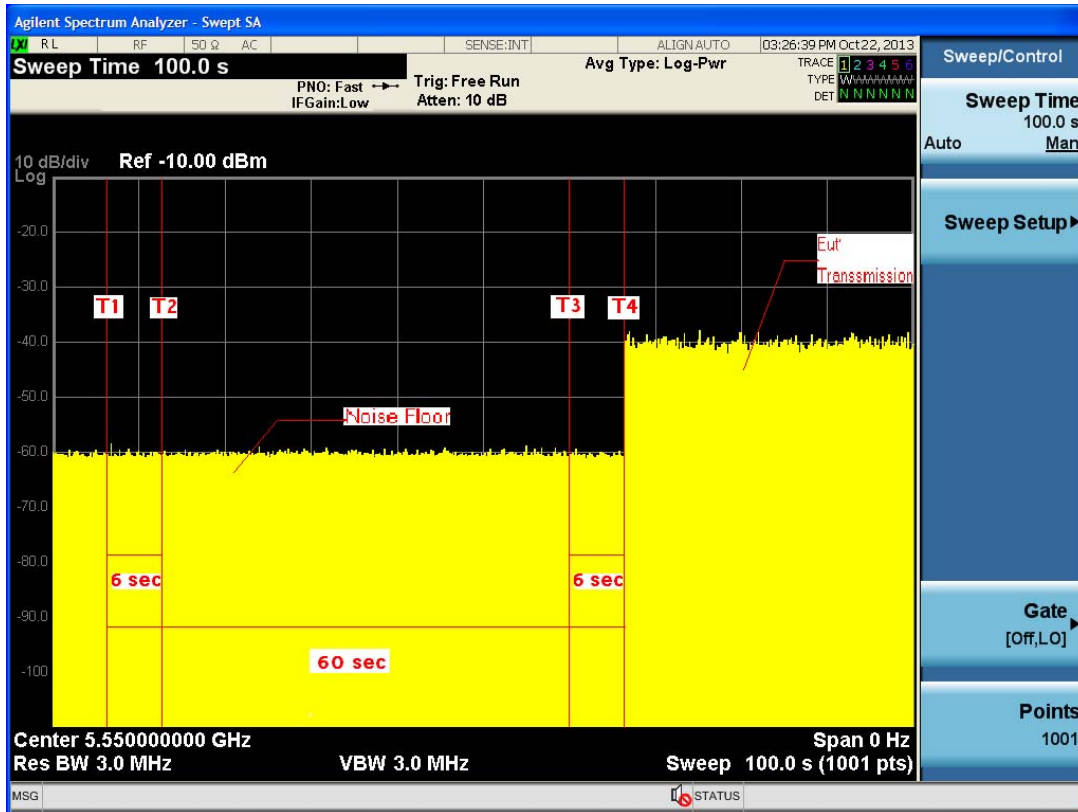 Agilent Spectrum Analyzer - Swept SA
LXI RL RF 50 Ω AC SENSE:INT ALIGNAUTO 03:26:39 PM Oct22, 2013
Sweep Time 100.0 s
PNO: Fast
IFGain:Low
Trig: Free Run
Atten: 10 dB
Avg Type: Log-Pwr
TRACE 1 2 3 4 5 6
TYPE WWWWWW
DET N N N N N N
10 dB/div Ref -10.00 dBm
Log
-20.0
-30.0
-40.0
-50.0
-60.0
-70.0
-80.0
-90.0
-100
Eut'
Transsmission
T1 T2 T3 T4
Noise Floor
6 sec 6 sec
60 sec
Center 5.550000000 GHz Span 0 Hz
Res BW 3.0 MHz VBW 3.0 MHz Sweep 100.0 s (1001 pts)
MSG STATUS
Sweep/Control
Sweep Time
100.0 s
Auto Man
Sweep Setup
Gate
[Off,LO]
Points
1001